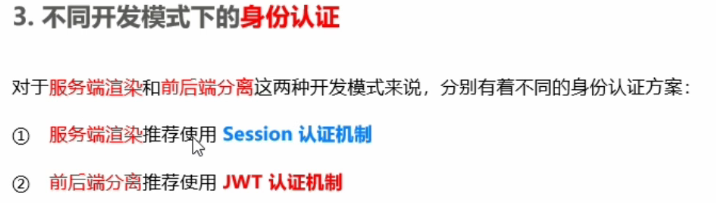 3. 不同开发模式下的身份认证
对于服务端渲染和前后端分离这两种开发模式来说，分别有着不同的身份认证方案：
① 服务端渲染推荐使用 Session 认证机制
② 前后端分离推荐使用 JWT 认证机制